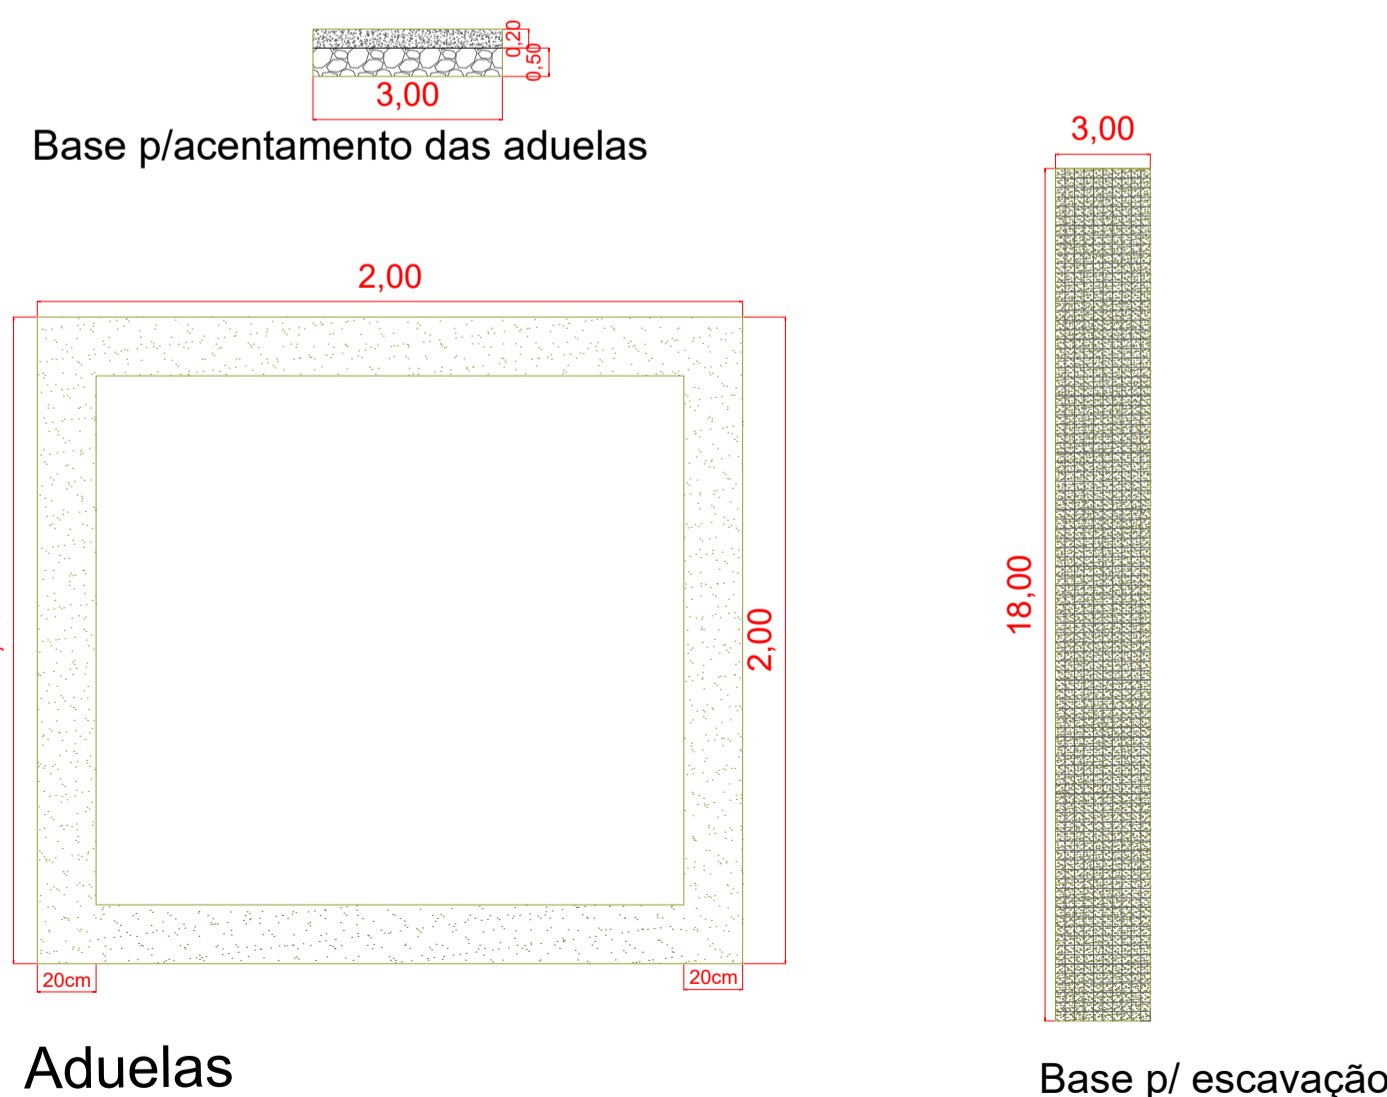 0,20
0,50
3,00
Base p/acentamento das aduelas
3,00
2,00
2,00
18,00
20cm
20cm
Aduelas
Base p/ escavação